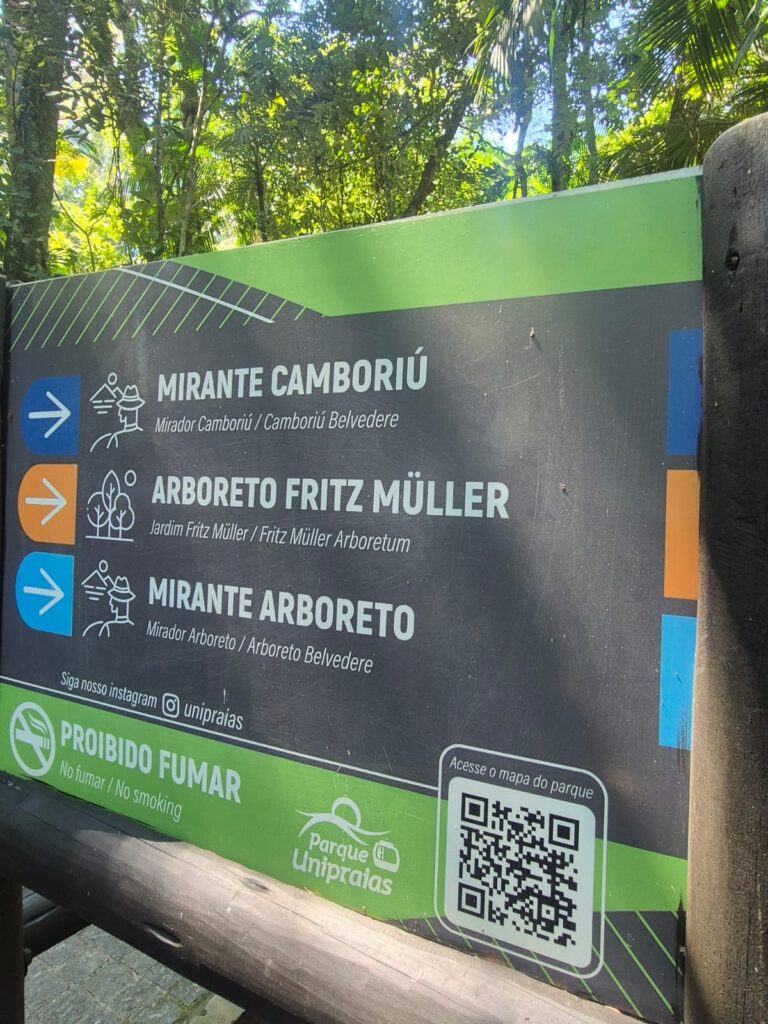 MIRANTE CAMBORIÚ
Mirador Camboriú / Camboriú Belvedere
ARBORETO FRITZ MÜLLER
Jardim Fritz Müller / Fritz Müller Arboretum
MIRANTE ARBORETO
Mirador Arboreto / Arboreto Belvedere
Siga nosso instagram unipraias
PROIBIDO FUMAR
No fumar / No smoking
Parque
Unipraias
Acesse o mapa do parque